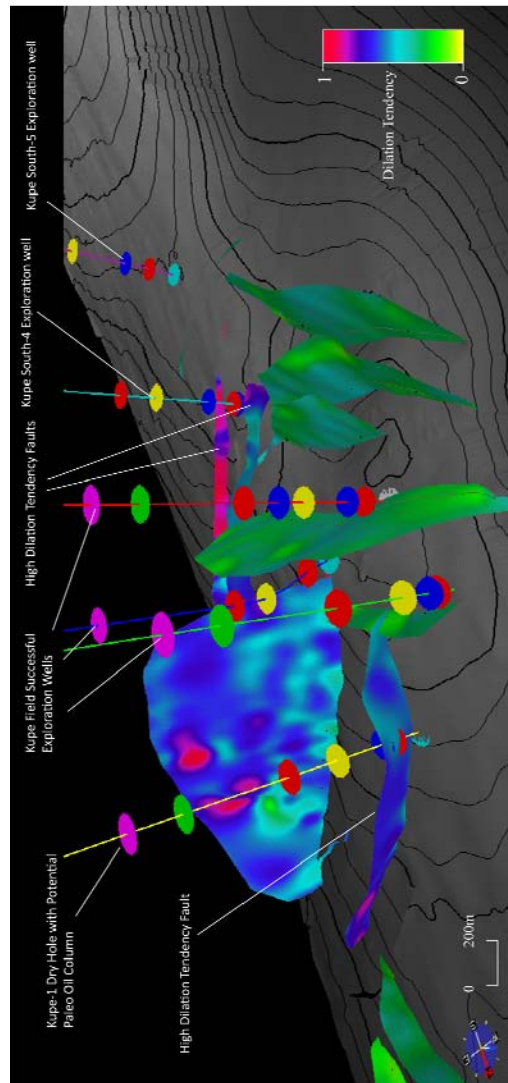 Kupe-1 Dry Hole with Potential
Paleo Oil Column
Kupe Field Successful
Exploration Wells
High Dilation Tendency Faults
Kupe South-4 Exploration well
Kupe South-5 Exploration well
High Dilation Tendency Fault
1
0
Dilation Tendency
0
200m